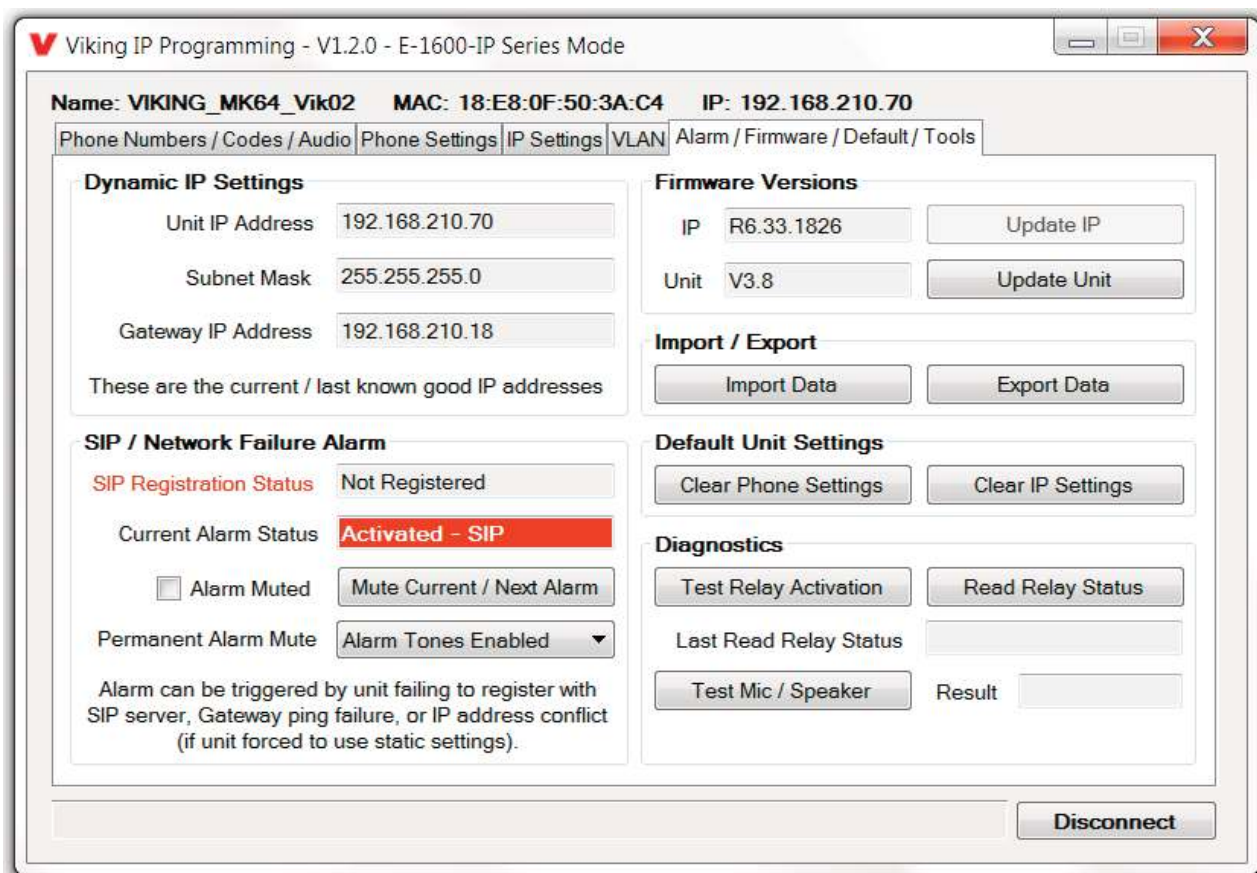 Viking IP Programming - V1.2.0 - E-1600-IP Series Mode
Name: VIKING_MK64_Vik02 MAC: 18:E8:0F:50:3A:C4 IP: 192.168.210.70
Phone Numbers / Codes / Audio Phone Settings IP Settings VLAN Alarm / Firmware / Default / Tools
Dynamic IP Settings
Unit IP Address 192.168.210.70
Subnet Mask 255.255.255.0
Gateway IP Address 192.168.210.18
These are the current / last known good IP addresses
SIP / Network Failure Alarm
SIP Registration Status Not Registered
Current Alarm Status Activated - SIP
Alarm Muted Mute Current / Next Alarm
Permanent Alarm Mute Alarm Tones Enabled
Alarm can be triggered by unit failing to register with
SIP server, Gateway ping failure, or IP address conflict
(if unit forced to use static settings).
Firmware Versions
IP R6.33.1826 Update IP
Unit V3.8 Update Unit
Import / Export
Import Data Export Data
Default Unit Settings
Clear Phone Settings Clear IP Settings
Diagnostics
Test Relay Activation Read Relay Status
Last Read Relay Status
Test Mic / Speaker Result
Disconnect